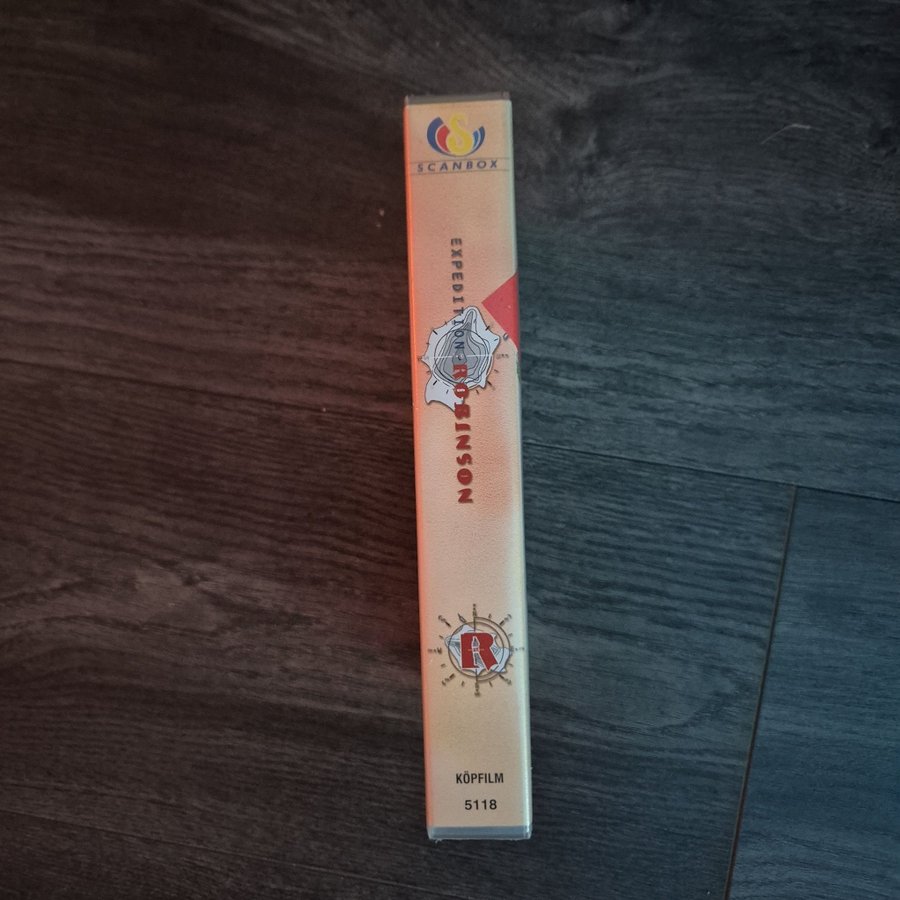 S
SCANBOX
EXPEDITION
ROBINSON
R
KÖPFILM
5118